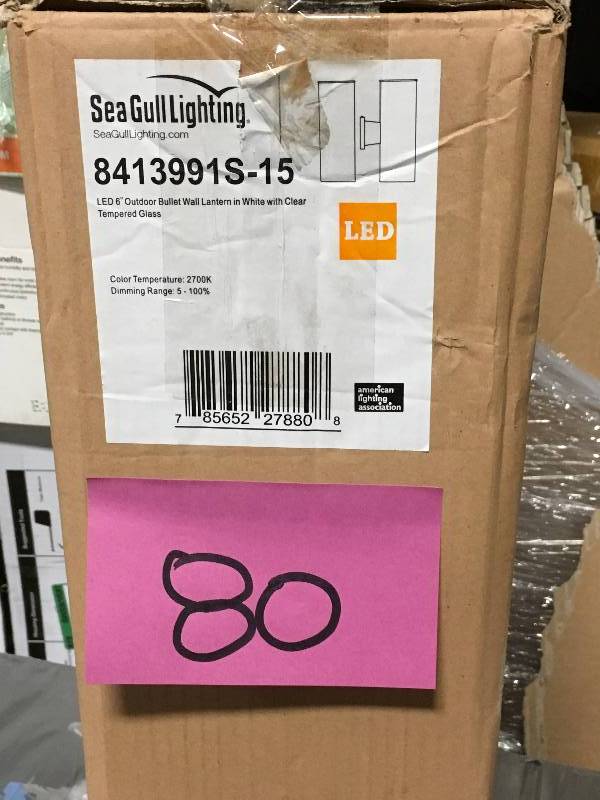 Sea Gull Lighting®
SeaGullLighting.com
8413991S-15
LED 6" Outdoor Bullet Wall Lantern in White with Clear
Tempered Glass
LED
Color Temperature: 2700K
Dimming Range: 5 - 100%
american
lighting
association
7 85652 27880 8
80